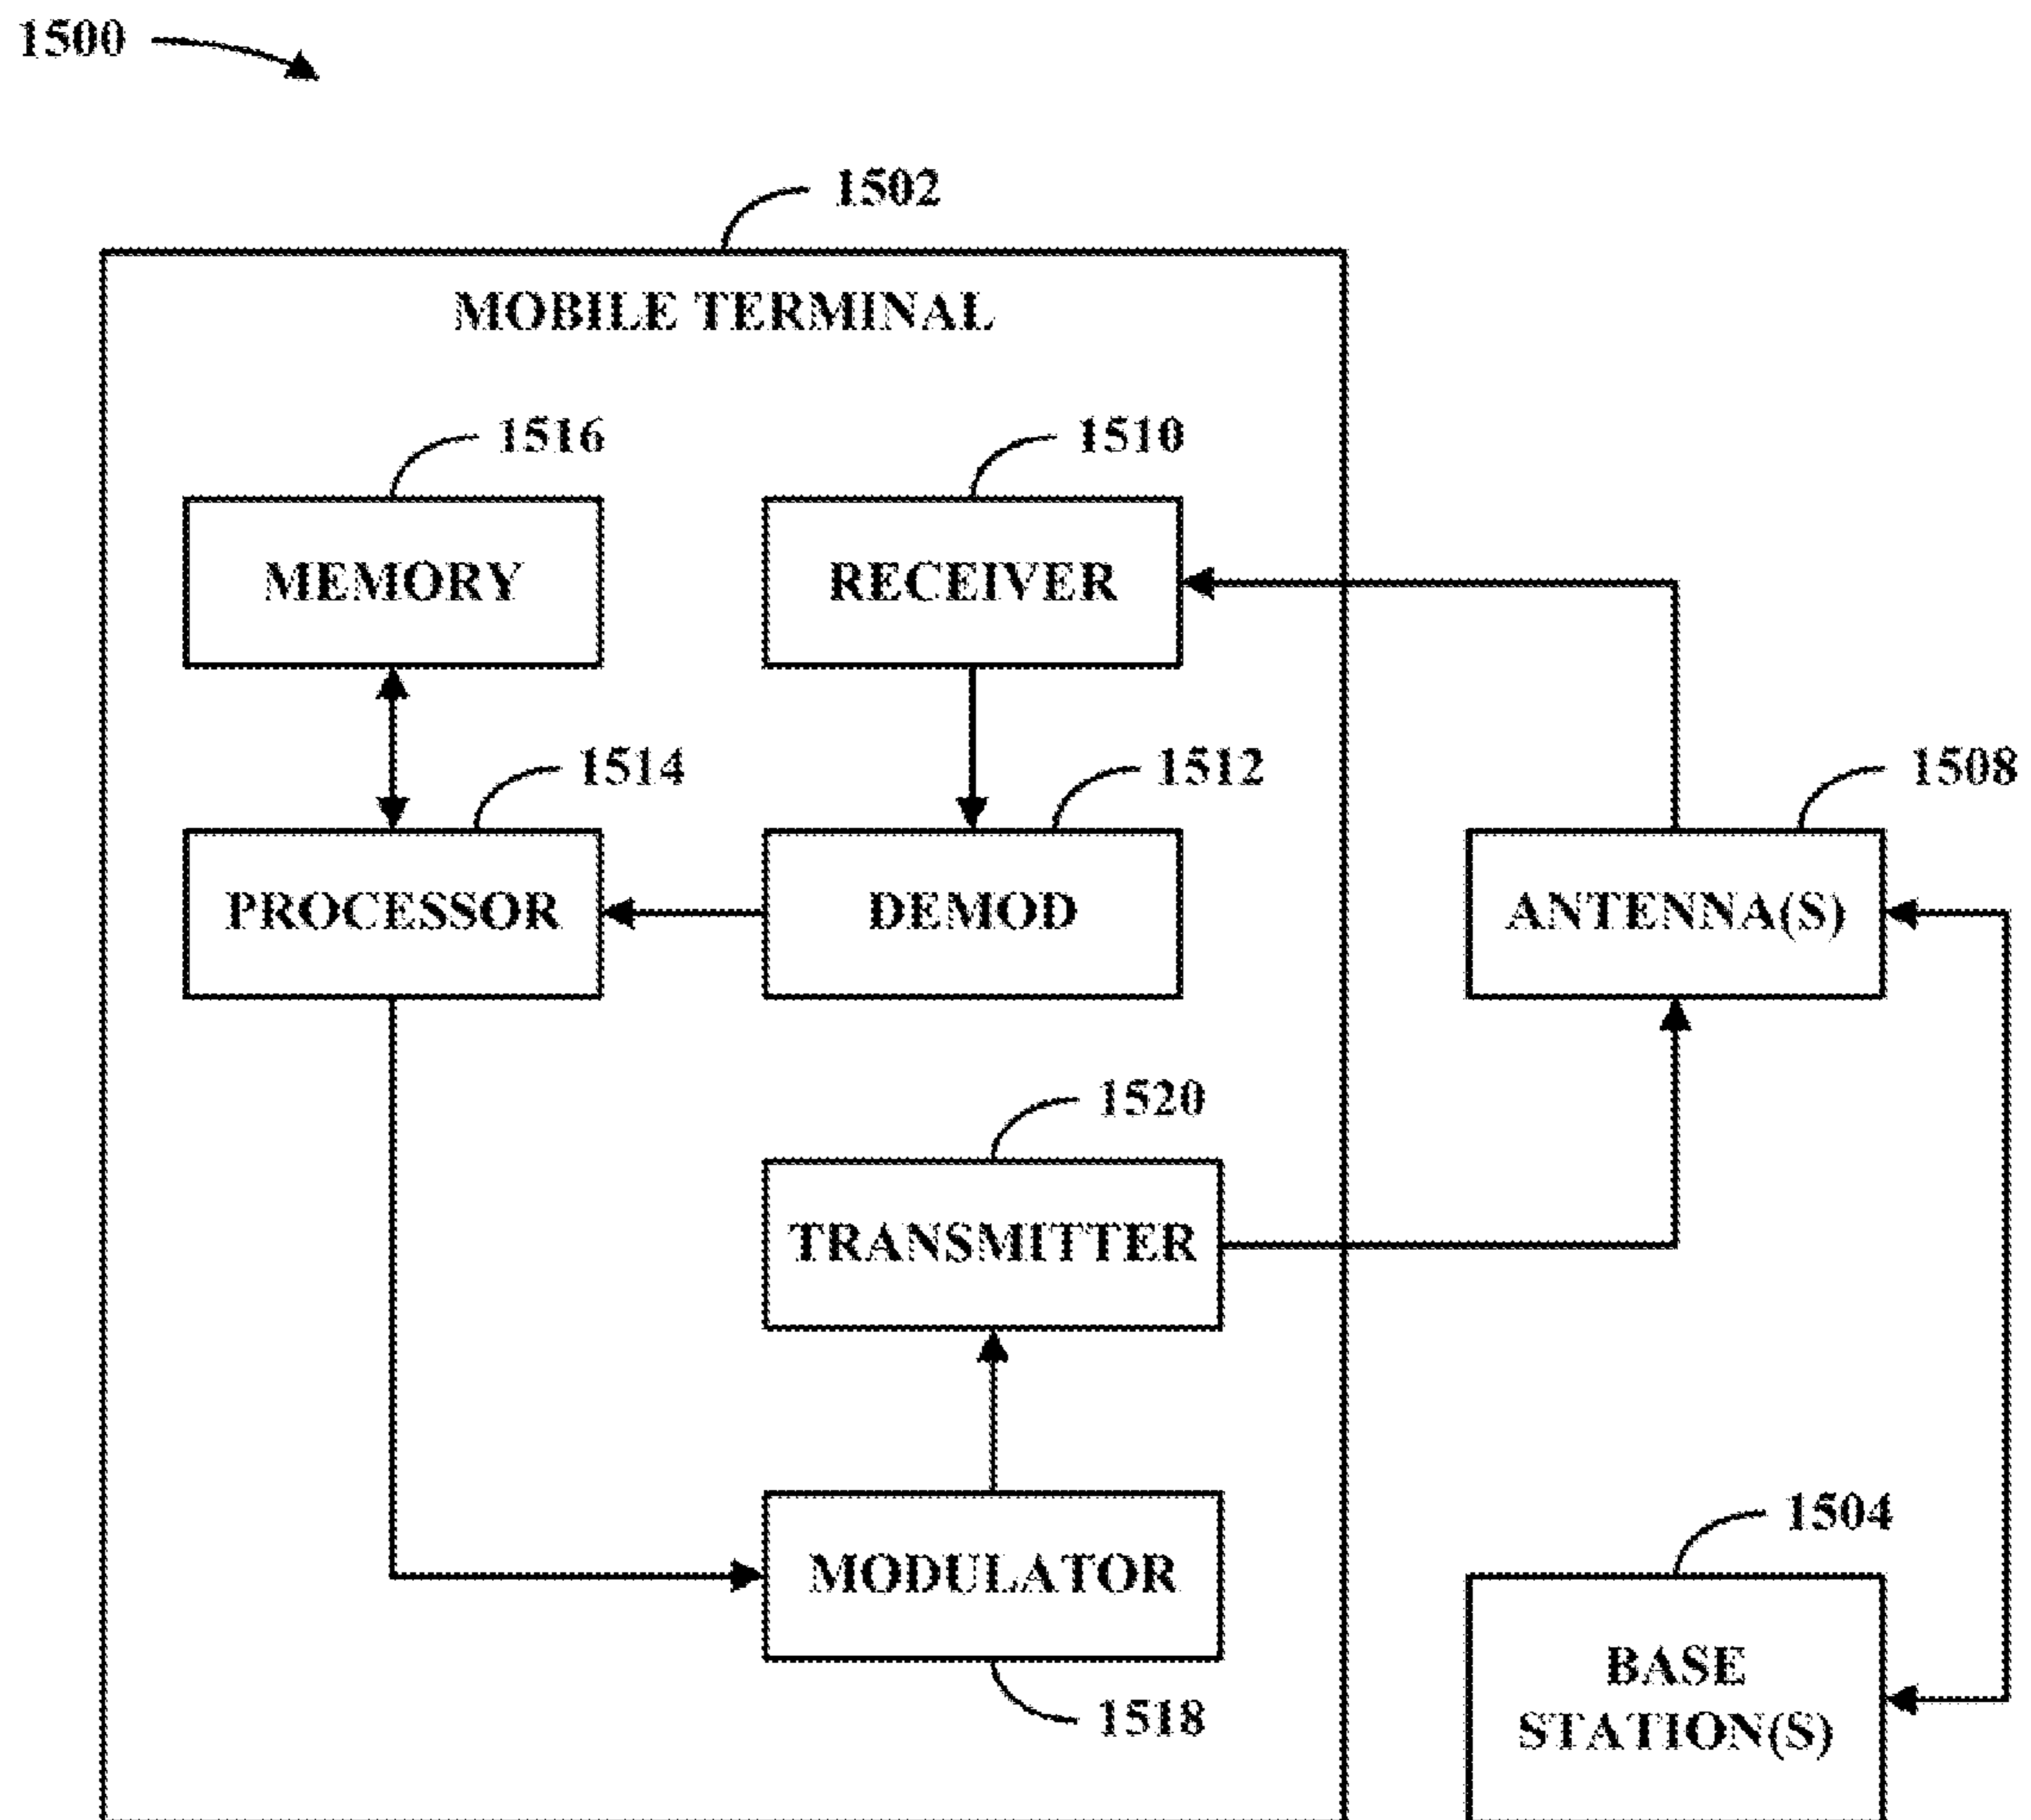 1500
1502
MOBILE TERMINAL
1516
1510
MEMORY
RECEIVER
1514
1512
1508
PROCESSOR
DEMOD
ANTENNA(S)
1520
TRANSMITTER
1504
MODULATOR
BASE
STATION(S)
1518